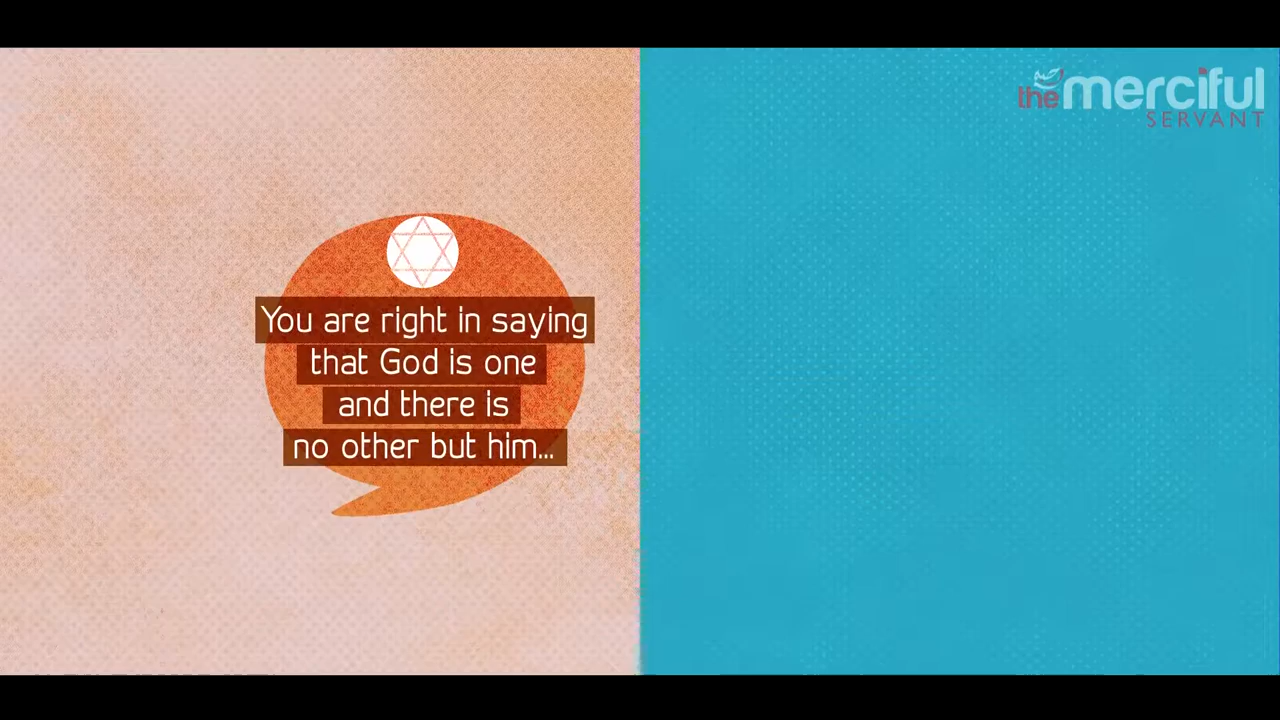 the merciful
SERVANT
You are right in saying
that God is one
and there is
no other but him...